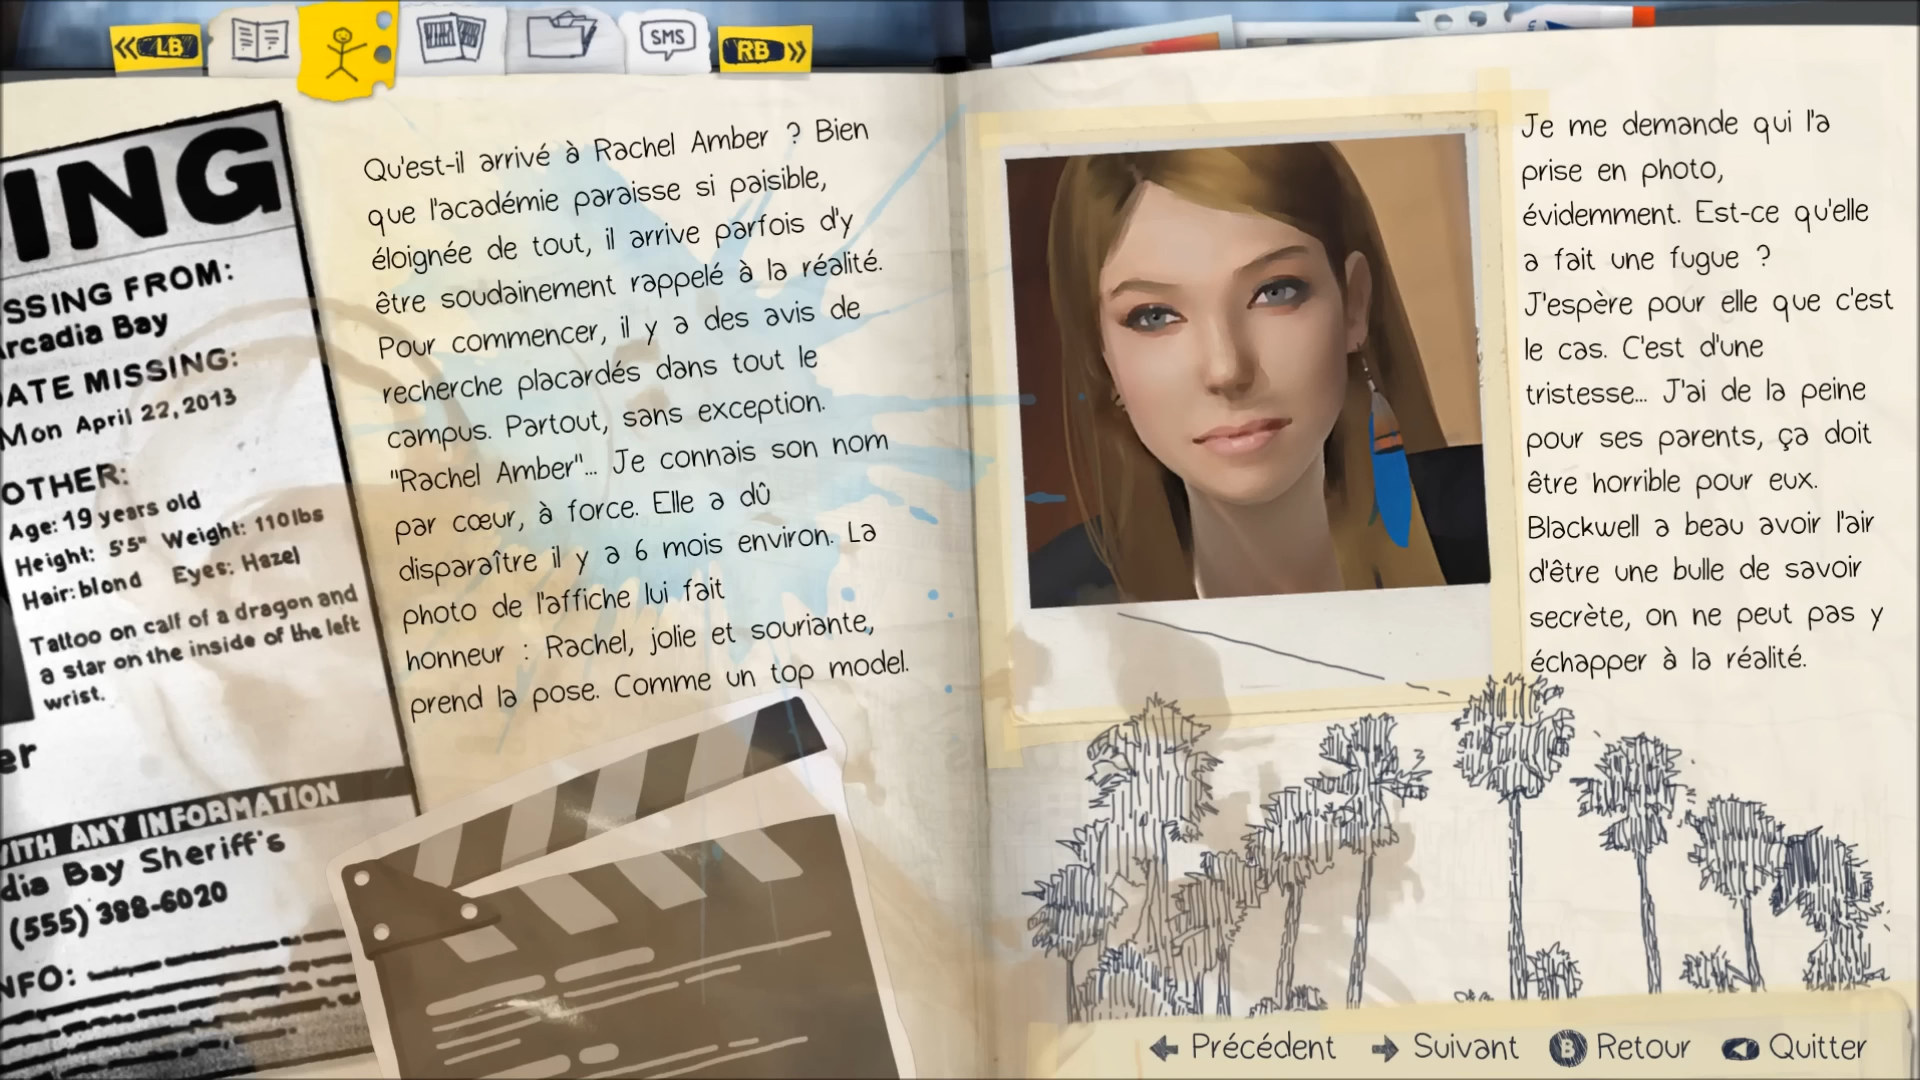 LB
SMS
RB
ING
SSING FROM:
Arcadia Bay
ATE MISSING:
Mon April 22, 2013
OTHER:
Age: 19 years old
Height: 5'5" Weight: 110lbs
Hair: blond Eyes: Hazel
Tattoo on calf of a dragon and
a star on the inside of the left
wrist.
er
WITH ANY INFORMATION
dia Bay Sheriff's
(555) 388-6020
NFO:
Qu'est-il arrivé à Rachel Amber ? Bien
que l'académie paraisse si paisible,
éloignée de tout, il arrive parfois d'y
être soudainement rappelé à la réalité.
Pour commencer, il y a des avis de
recherche placardés dans tout le
campus. Partout, sans exception.
"Rachel Amber"... Je connais son nom
par cœur, à force. Elle a dû
disparaître il y a 6 mois environ. La
photo de l'affiche lui fait
honneur : Rachel, jolie et souriante,
prend la pose. Comme un top model.
Je me demande qui l'a
prise en photo,
évidemment. Est-ce qu'elle
a fait une fugue ?
J'espère pour elle que c'est
le cas. C'est d'une
tristesse... J'ai de la peine
pour ses parents, ça doit
être horrible pour eux.
Blackwell a beau avoir l'air
d'être une bulle de savoir
secrète, on ne peut pas y
échapper à la réalité.
Précédent Suivant B Retour Quitter